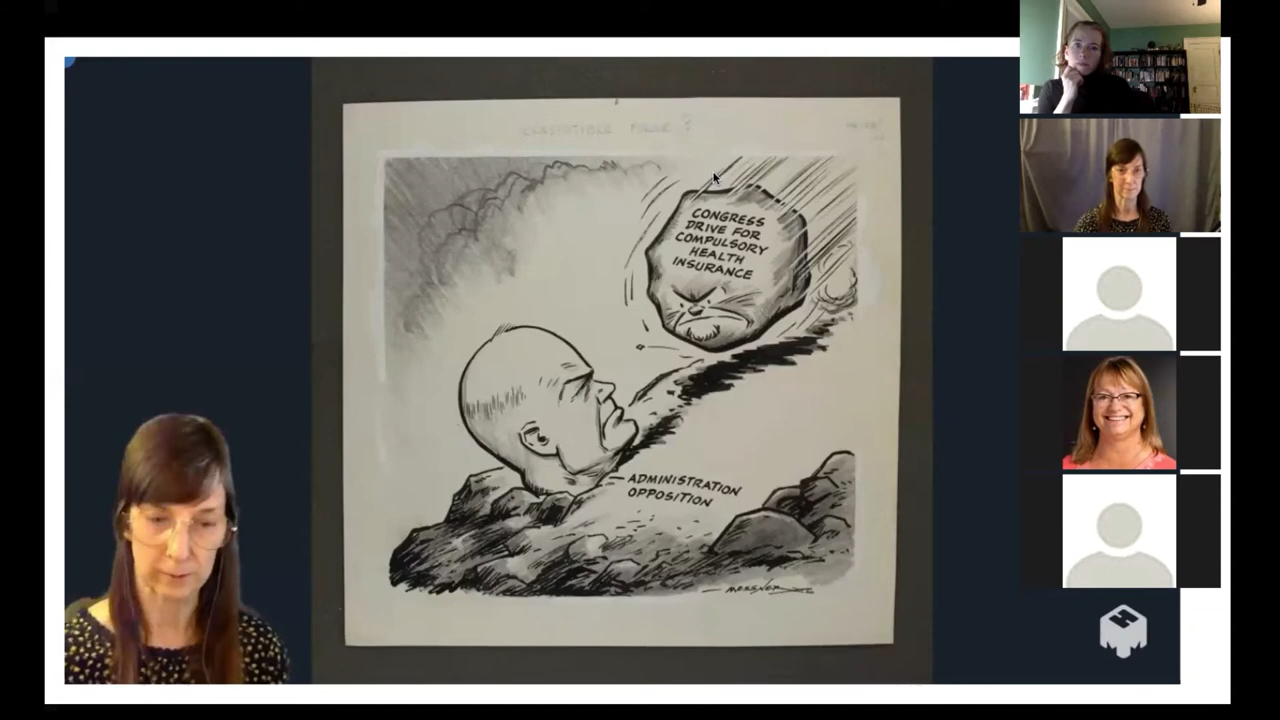 CONGRESS
DRIVE FOR
COMPULSORY
HEALTH
INSURANCE
ADMINISTRATION
OPPOSITION